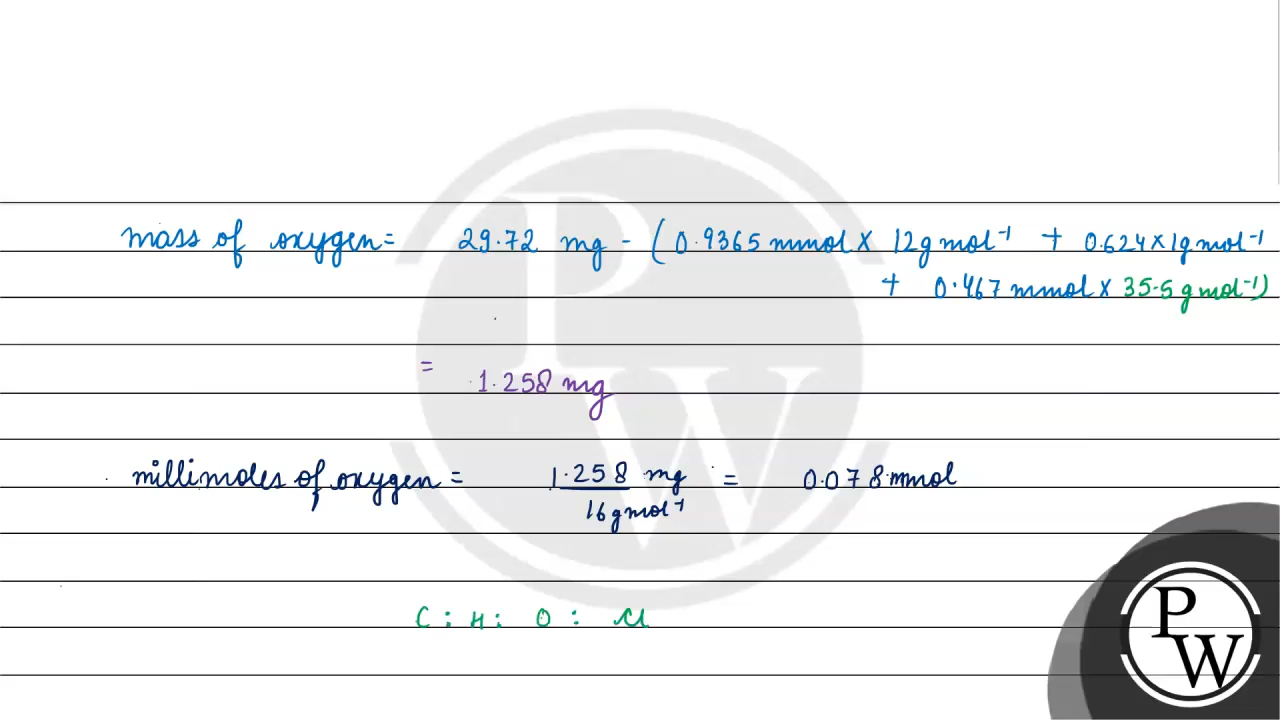 mass of oxygen = 29.72 mg - (0.9365 mmol × 12 g mol⁻¹ + 0.624 × 1 g mol⁻¹
+ 0.467 mmol × 35.5 g mol⁻¹)
= 1.258 mg
millimoles of oxygen = 1.258 mg / 16 g mol⁻¹ = 0.078 mmol
C : H : O : Cl
PW
PW